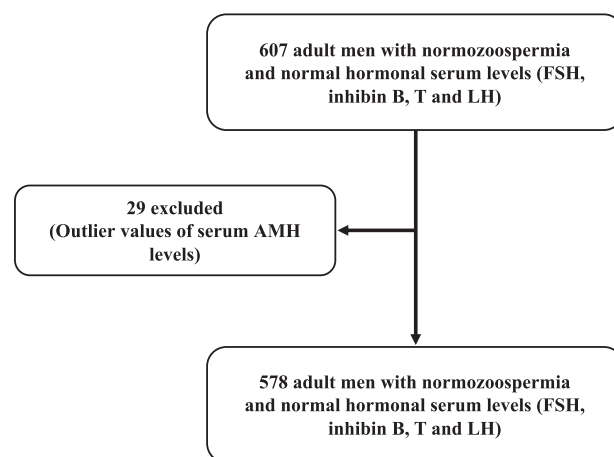 607 adult men with normozoospermia
and normal hormonal serum levels (FSH,
inhibin B, T and LH)
29 excluded
(Outlier values of serum AMH
levels)
578 adult men with normozoospermia
and normal hormonal serum levels (FSH,
inhibin B, T and LH)